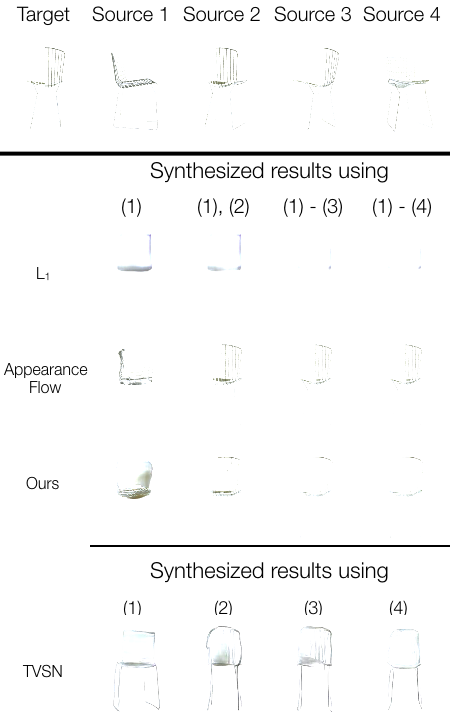 Target Source 1 Source 2 Source 3 Source 4
Synthesized results using
(1) (1), (2) (1) - (3) (1) - (4)
L₁
Appearance
Flow
Ours
Synthesized results using
(1) (2) (3) (4)
TVSN